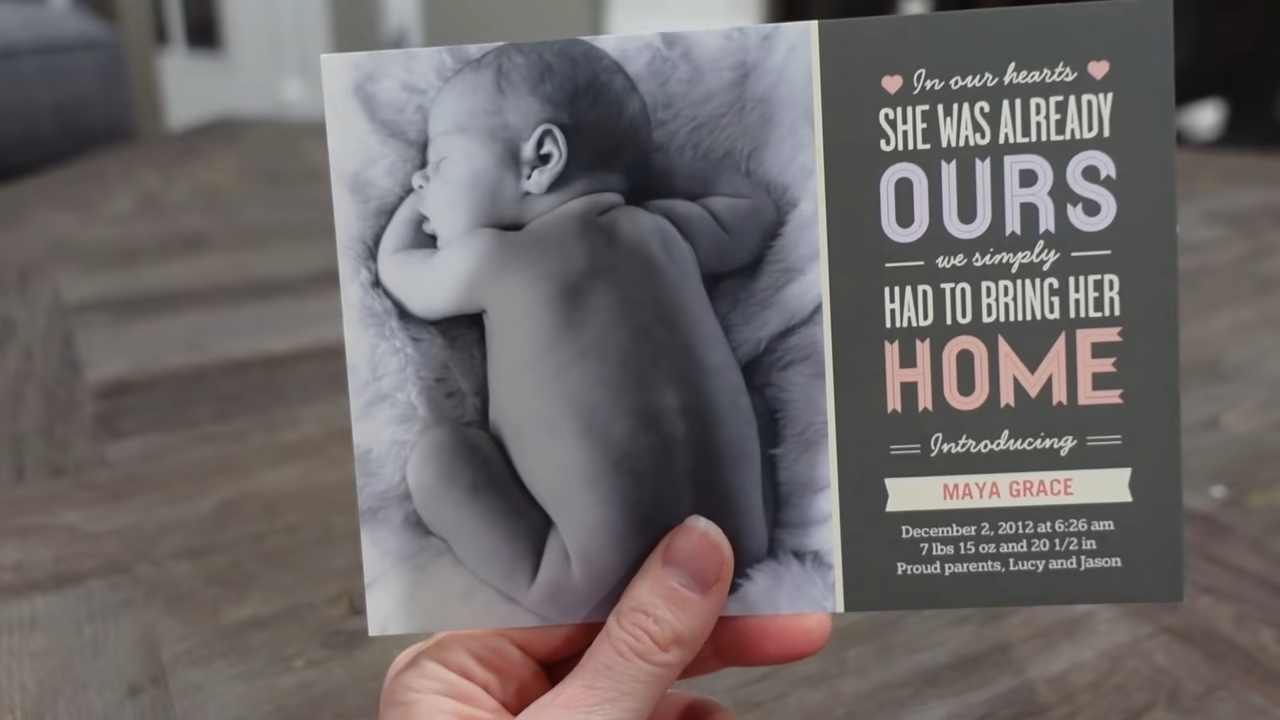 In our hearts
SHE WAS ALREADY
OURS
we simply
HAD TO BRING HER
HOME
Introducing
MAYA GRACE
December 2, 2012 at 6:26 am
7 lbs 15 oz and 20 1/2 in
Proud parents, Lucy and Jason